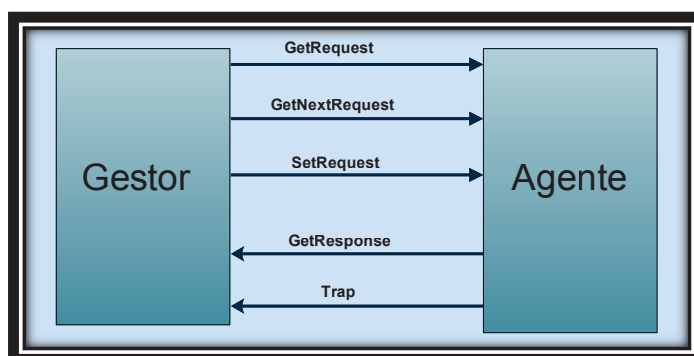 GetRequest
GetNextRequest
Gestor
SetRequest
Agente
GetResponse
Trap